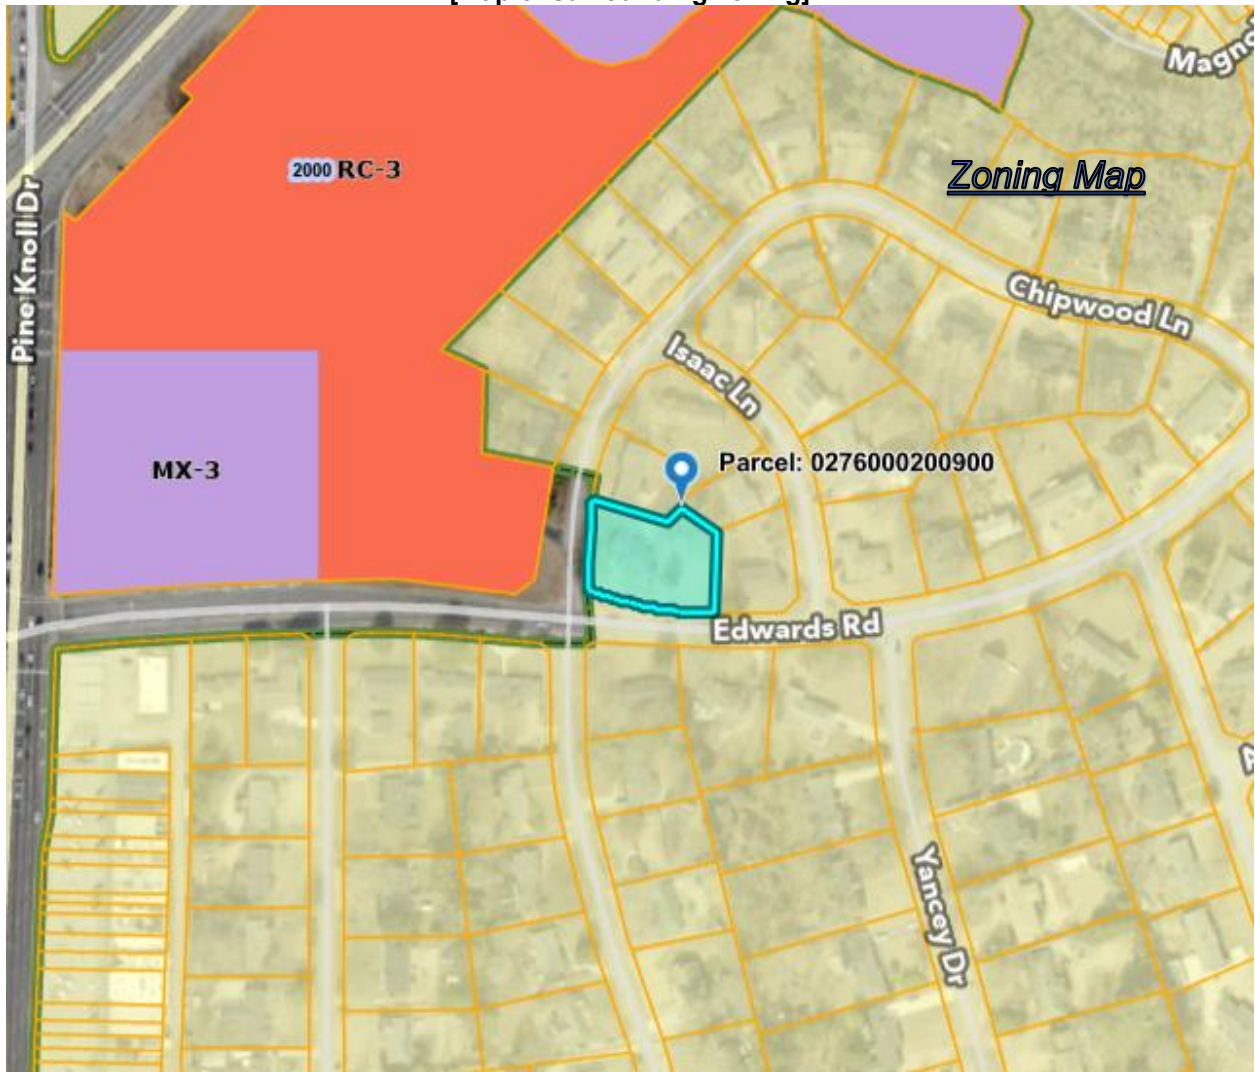 2000 RC-3
Zoning Map
Pine Knoll Dr
Chipwood Ln
Isaac Ln
MX-3
Parcel: 0276000200900
Edwards Rd
Yancey Dr